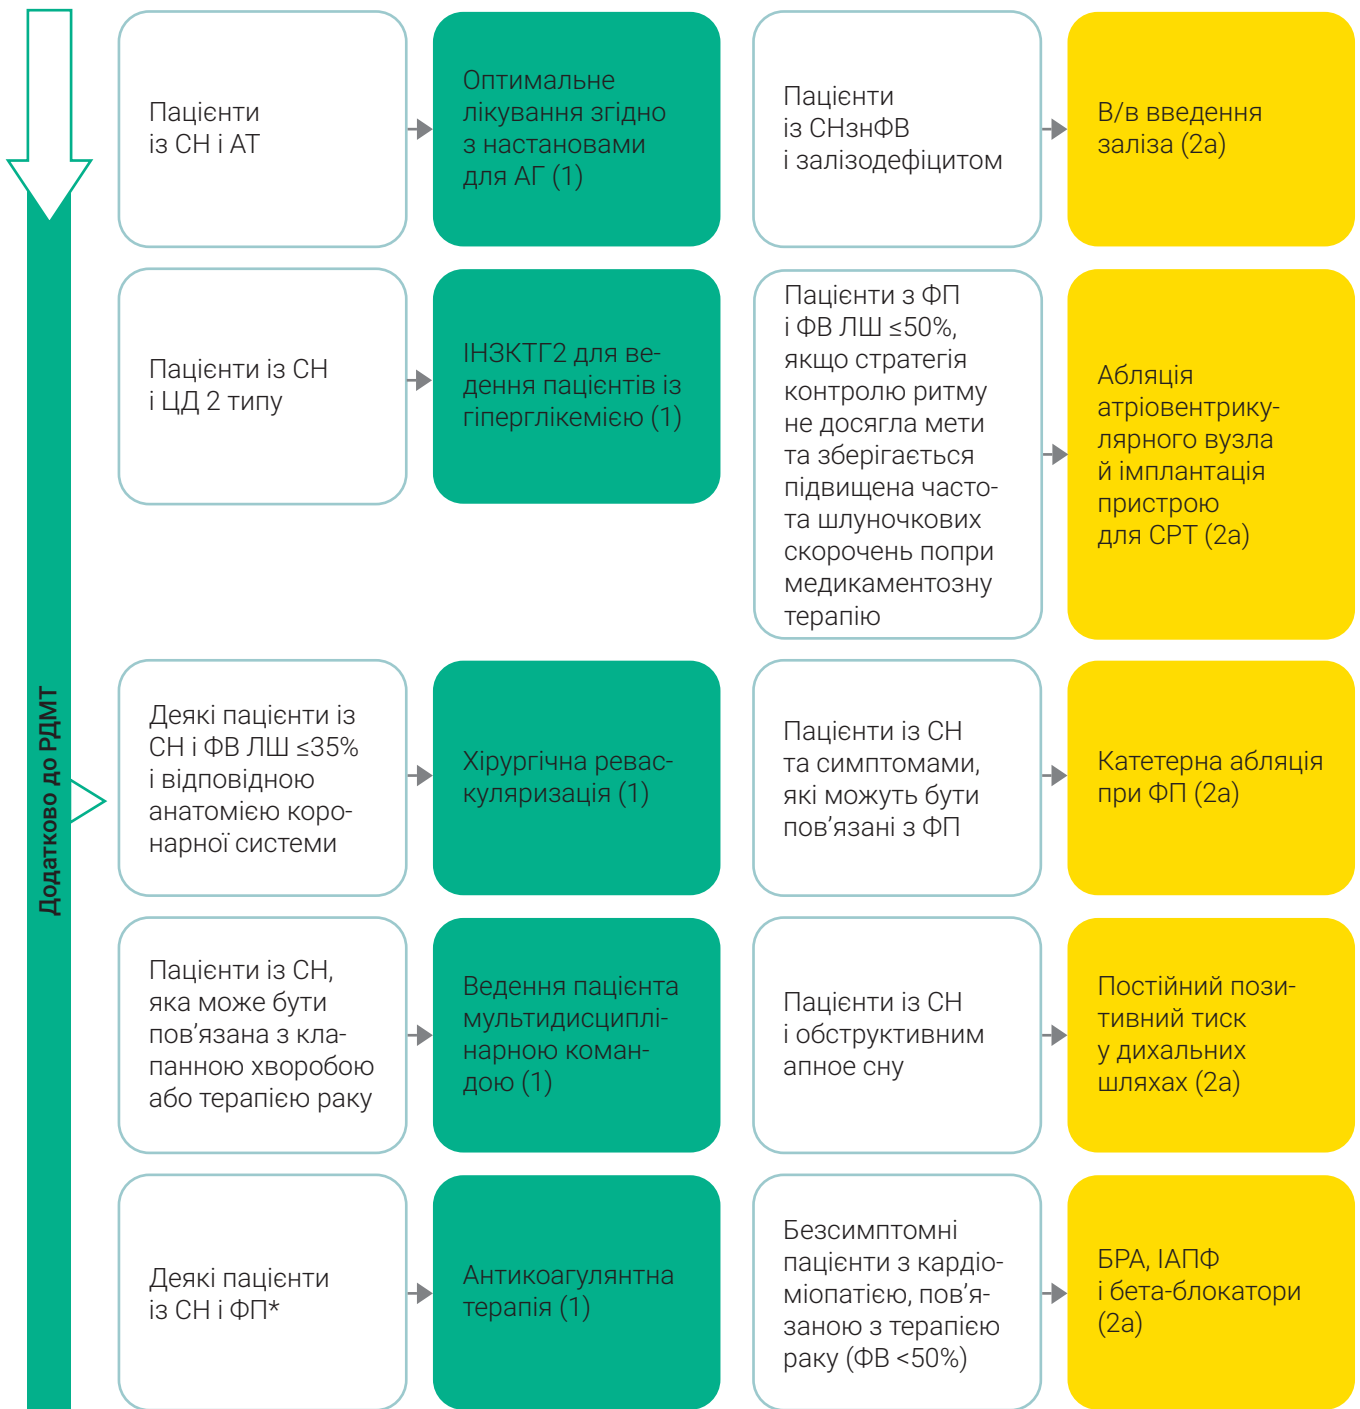 Додатково до РДМТ
Пацієнти
із СН і АТ
Оптимальне
лікування згідно
з настановами
для АГ (1)
Пацієнти
із СНзнФВ
і залізодефіцитом
В/в введення
заліза (2a)
Пацієнти із СН
і ЦД 2 типу
ІНЗКТГ2 для ве-
дення пацієнтів із
гіперглікемією (1)
Пацієнти з ФП
і ФВ ЛШ ≤50%,
якщо стратегія
контролю ритму
не досягла мети
та зберігається
підвищена часто-
та шлуночкових
скорочень попри
медикаментозну
терапію
Абляція
атріовентрику-
лярного вузла
й імплантація
пристрою
для СРТ (2a)
Деякі пацієнти із
СН і ФВ ЛШ ≤35%
і відповідною
анатомією коро-
нарної системи
Хірургічна ревас-
куляризація (1)
Пацієнти із СН
та симптомами,
які можуть бути
пов’язані з ФП
Катетерна абляція
при ФП (2a)
Пацієнти із СН,
яка може бути
пов’язана з кла-
панною хворобою
або терапією раку
Ведення пацієнта
мультидисциплі-
нарною коман-
дою (1)
Пацієнти із СН
і обструктивним
апное сну
Постійний пози-
тивний тиск
у дихальних
шляхах (2a)
Деякі пацієнти
із СН і ФП*
Антикоагулянтна
терапія (1)
Безсимптомні
пацієнти з кардіо-
міопатією, пов’я-
заною з терапією
раку (ФВ <50%)
БРА, ІАПФ
і бета-блокатори
(2a)